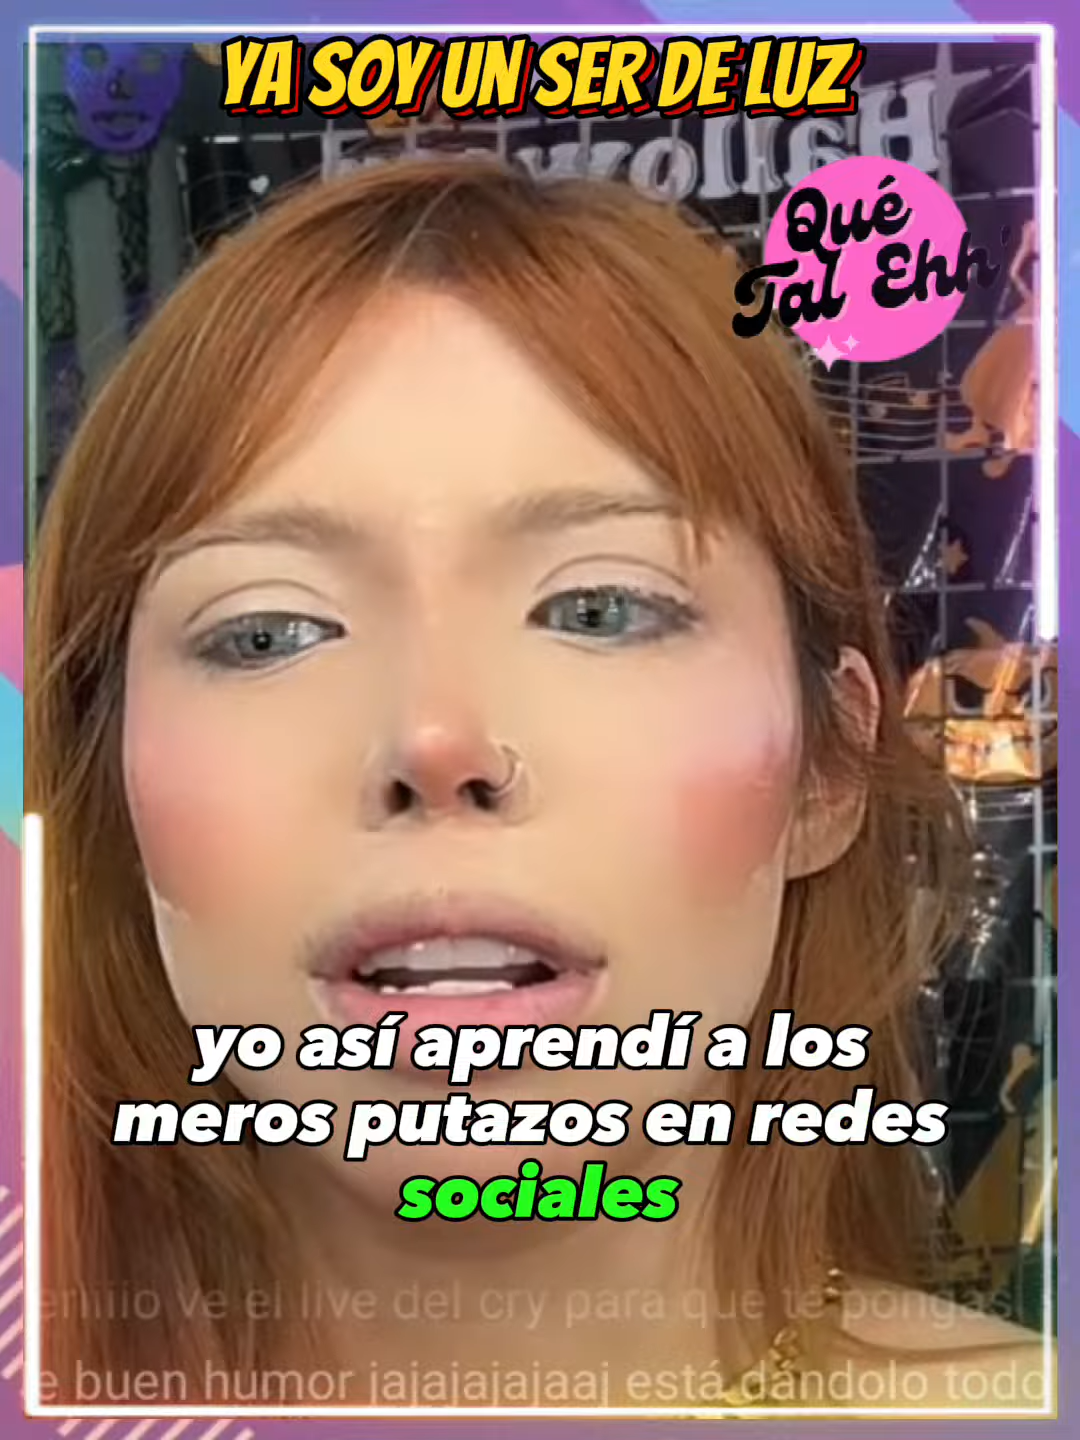 YA SOY UN SER DE LUZ
Qué
Tal Ehh'
yo así aprendí a los
meros putazos en redes
sociales
emiiio ve el live del cry para que te pongas
e buen humor jajajajajaaj está dándolo todo